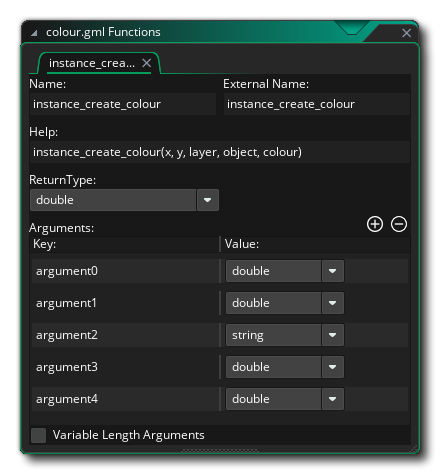 colour.gml Functions
instance_crea...
Name: External Name:
instance_create_colour instance_create_colour
Help:
instance_create_colour(x, y, layer, object, colour)
ReturnType:
double
Arguments:
Key: Value:
argument0 double
argument1 double
argument2 string
argument3 double
argument4 double
Variable Length Arguments